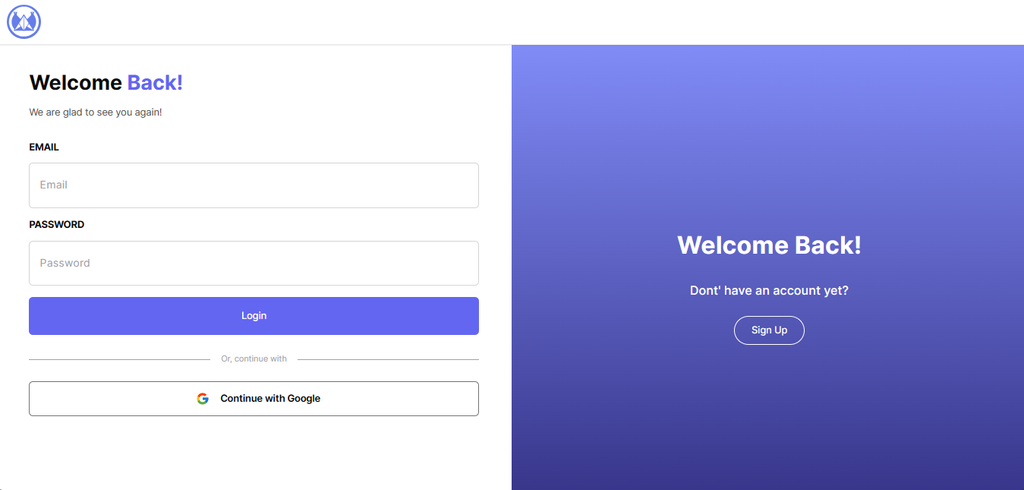 Welcome Back!
We are glad to see you again!
EMAIL
Email
PASSWORD
Password
Login
Or, continue with
Continue with Google
Welcome Back!
Dont' have an account yet?
Sign Up